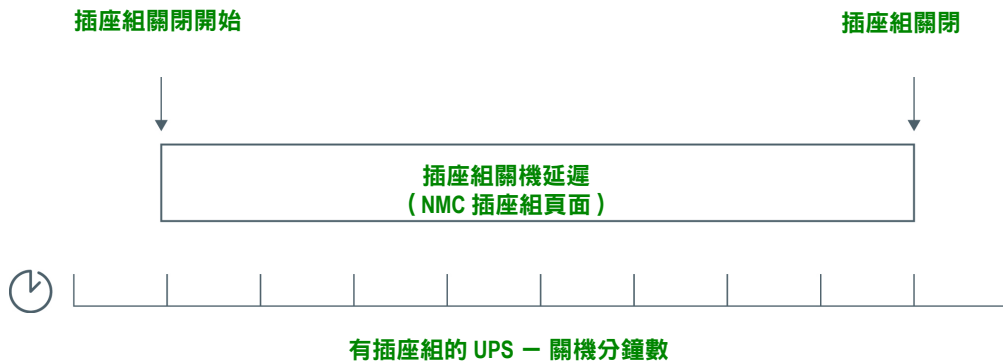 插座組關閉開始
插座組關閉
插座組關機延遲
（NMC 插座組頁面）
有插座組的 UPS － 關機分鐘數